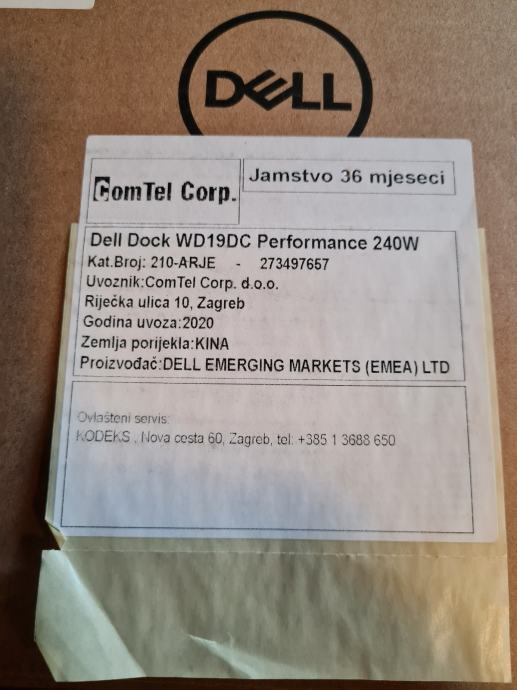 DELL
ComTel Corp.
Jamstvo 36 mjeseci
Dell Dock WD19DC Performance 240W
Kat.Broj: 210-ARJE - 273497657
Uvoznik:ComTel Corp. d.o.o.
Riječka ulica 10, Zagreb
Godina uvoza:2020
Zemlja porijekla:KINA
Proizvođač:DELL EMERGING MARKETS (EMEA) LTD
Ovlašteni servis:
KODEKS , Nova cesta 60, Zagreb, tel: +385 1 3688 650